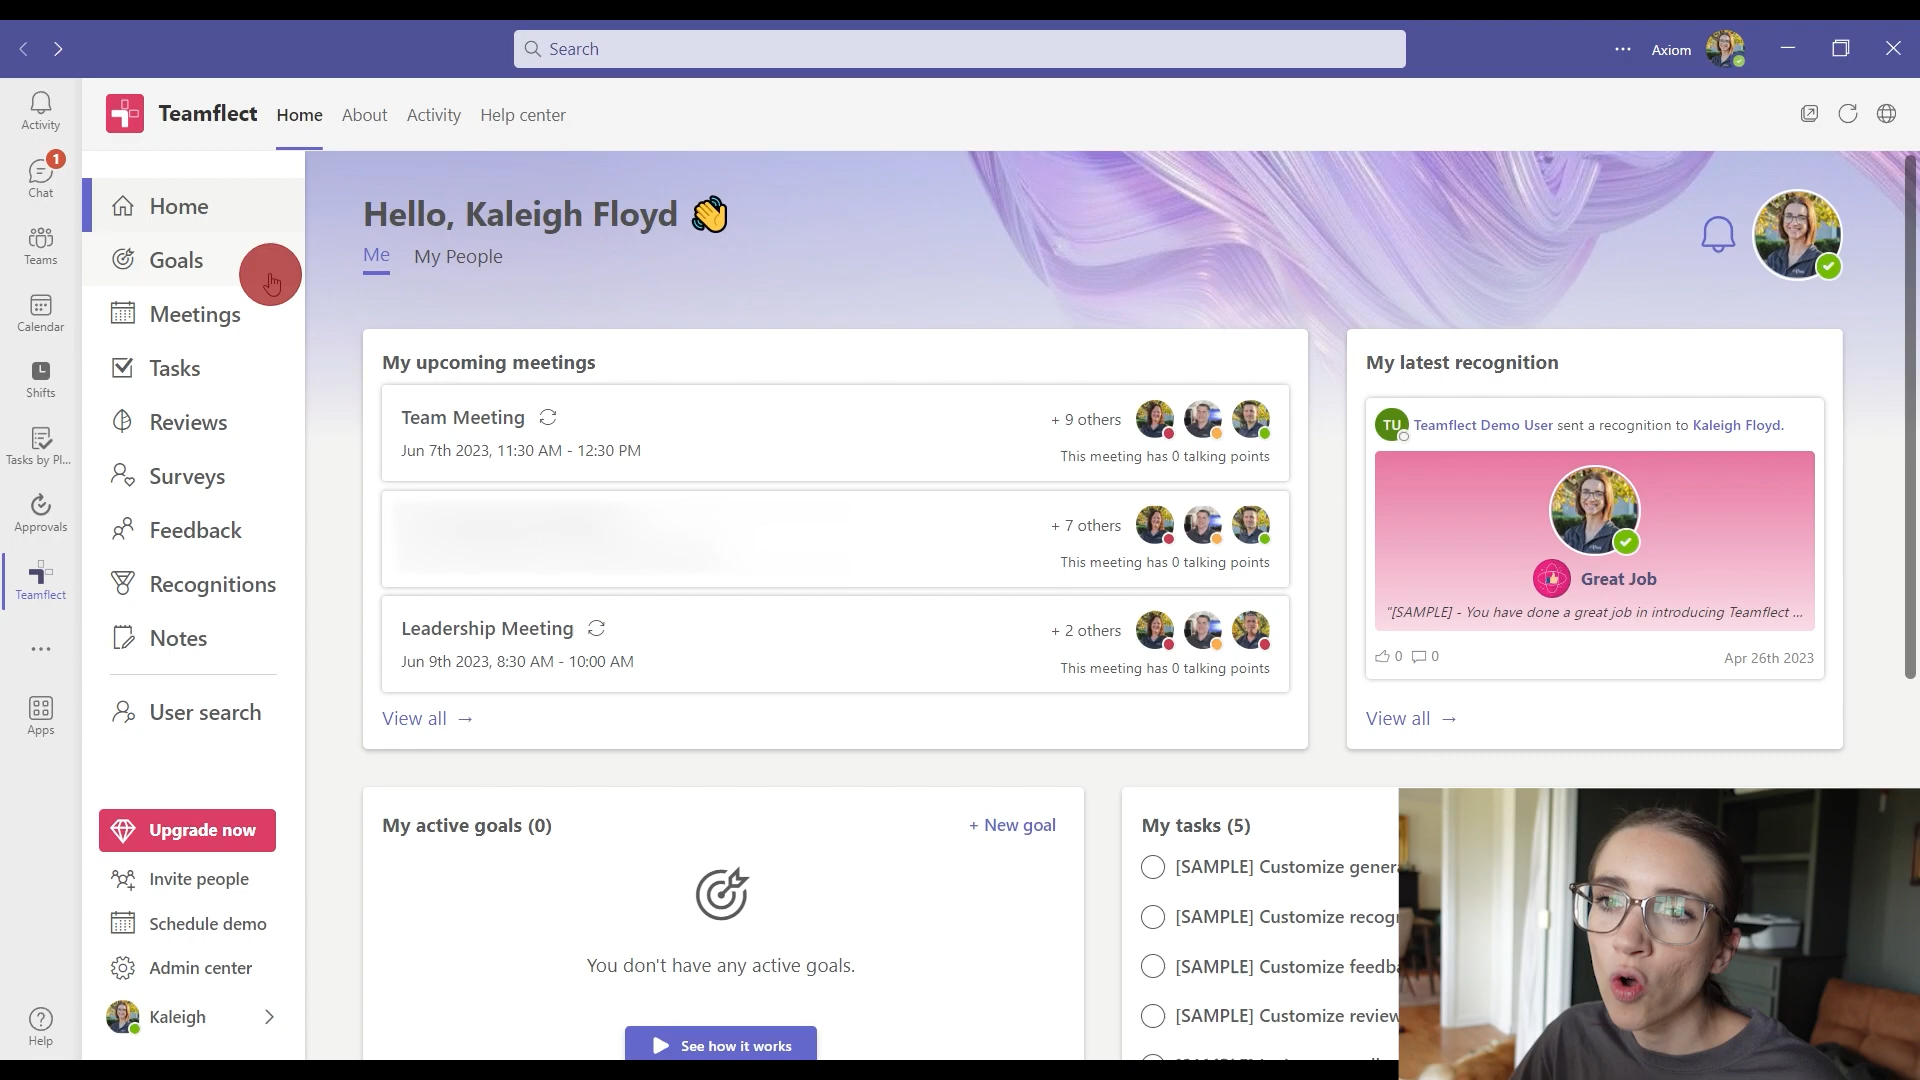 Search
Axiom
Teamflect
Home
About
Activity
Help center
Activity
1
Chat
Teams
Calendar
Shifts
Tasks by Pl...
Approvals
Teamflect
Apps
Help
Home
Goals
Meetings
Tasks
Reviews
Surveys
Feedback
Recognitions
Notes
User search
Upgrade now
Invite people
Schedule demo
Admin center
Kaleigh
Hello, Kaleigh Floyd 👋
Me
My People
My upcoming meetings
Team Meeting
Jun 7th 2023, 11:30 AM - 12:30 PM
+ 9 others
This meeting has 0 talking points
+ 7 others
This meeting has 0 talking points
Leadership Meeting
Jun 9th 2023, 8:30 AM - 10:00 AM
+ 2 others
This meeting has 0 talking points
View all →
My latest recognition
TU
Teamflect Demo User sent a recognition to Kaleigh Floyd.
Great Job
"[SAMPLE] - You have done a great job in introducing Teamflect ...
0
0
Apr 26th 2023
View all →
My active goals (0)
+ New goal
You don't have any active goals.
See how it works
My tasks (5)
[SAMPLE] Customize genera
[SAMPLE] Customize recogn
[SAMPLE] Customize feedba
[SAMPLE] Customize review